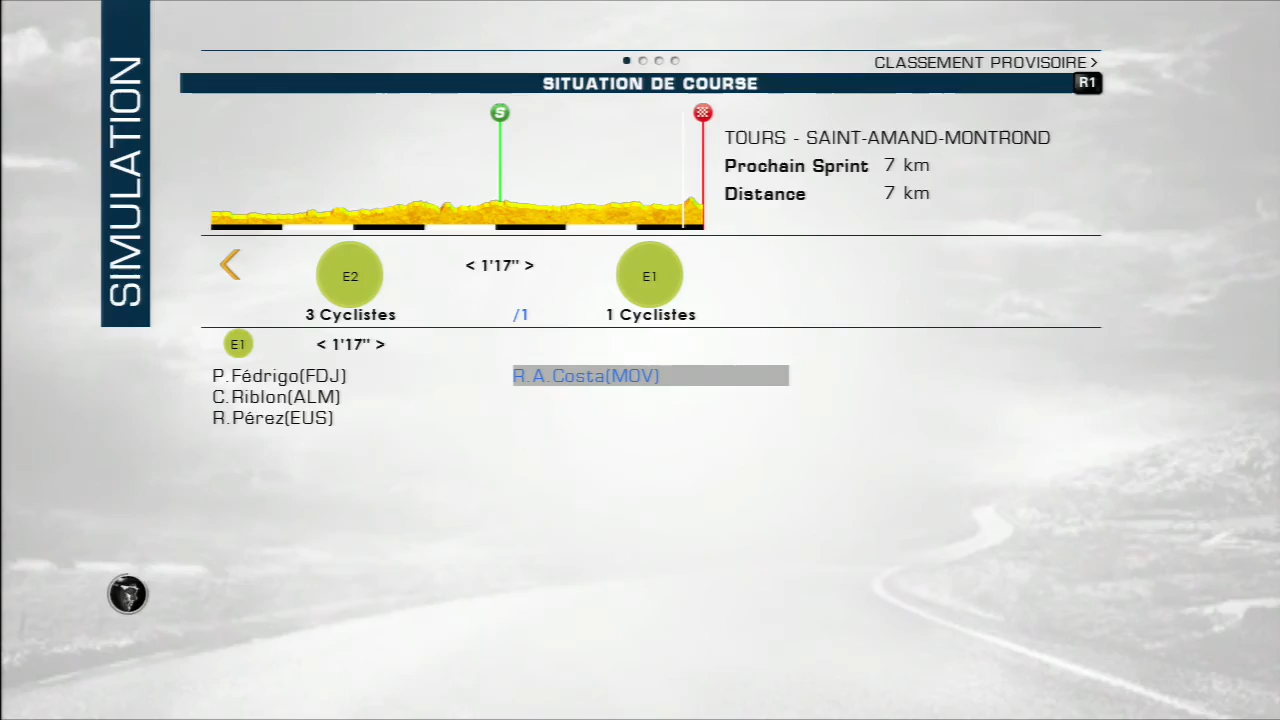 SIMULATION
CLASSEMENT PROVISOIRE >
SITUATION DE COURSE
R1
S
TOURS - SAINT-AMAND-MONTROND
Prochain Sprint 7 km
Distance 7 km
E2
< 1'17'' >
E1
3 Cyclistes
/1
1 Cyclistes
E1
< 1'17'' >
P.Fédrigo(FDJ)
R.A.Costa(MOV)
C.Riblon(ALM)
R.Pérez(EUS)